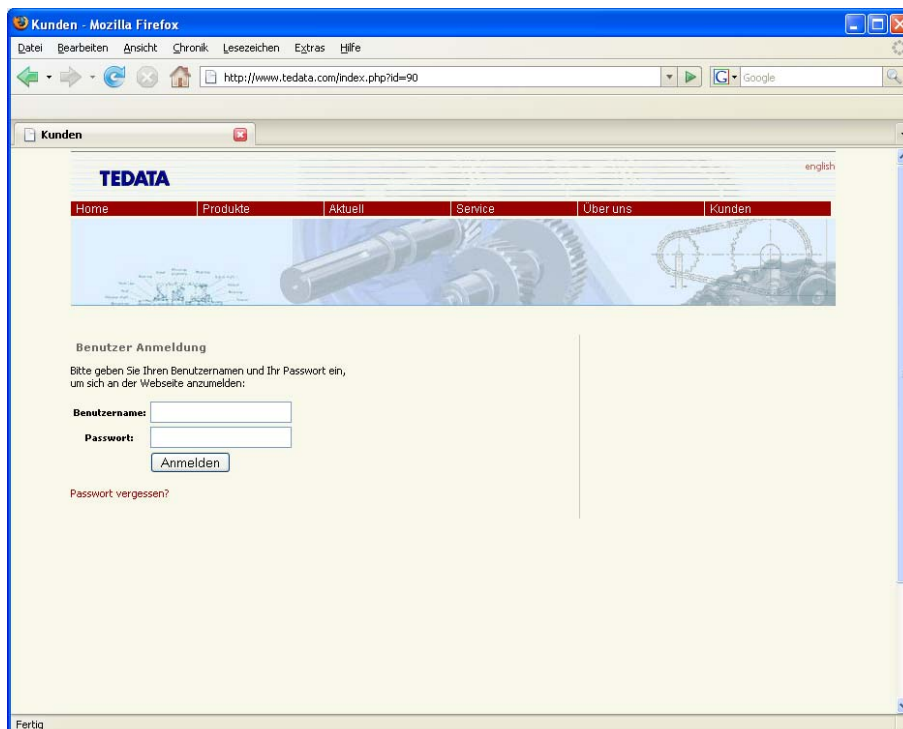 Kunden - Mozilla Firefox
Datei Bearbeiten Ansicht Chronik Lesezeichen Extras Hilfe
http://www.tedata.com/index.php?id=90
Google
Kunden
english
TEDATA
Home Produkte Aktuell Service Über uns Kunden
Benutzer Anmeldung
Bitte geben Sie Ihren Benutzernamen und Ihr Passwort ein,
um sich an der Webseite anzumelden:
Benutzername:
Passwort:
Anmelden
Passwort vergessen?
Fertig